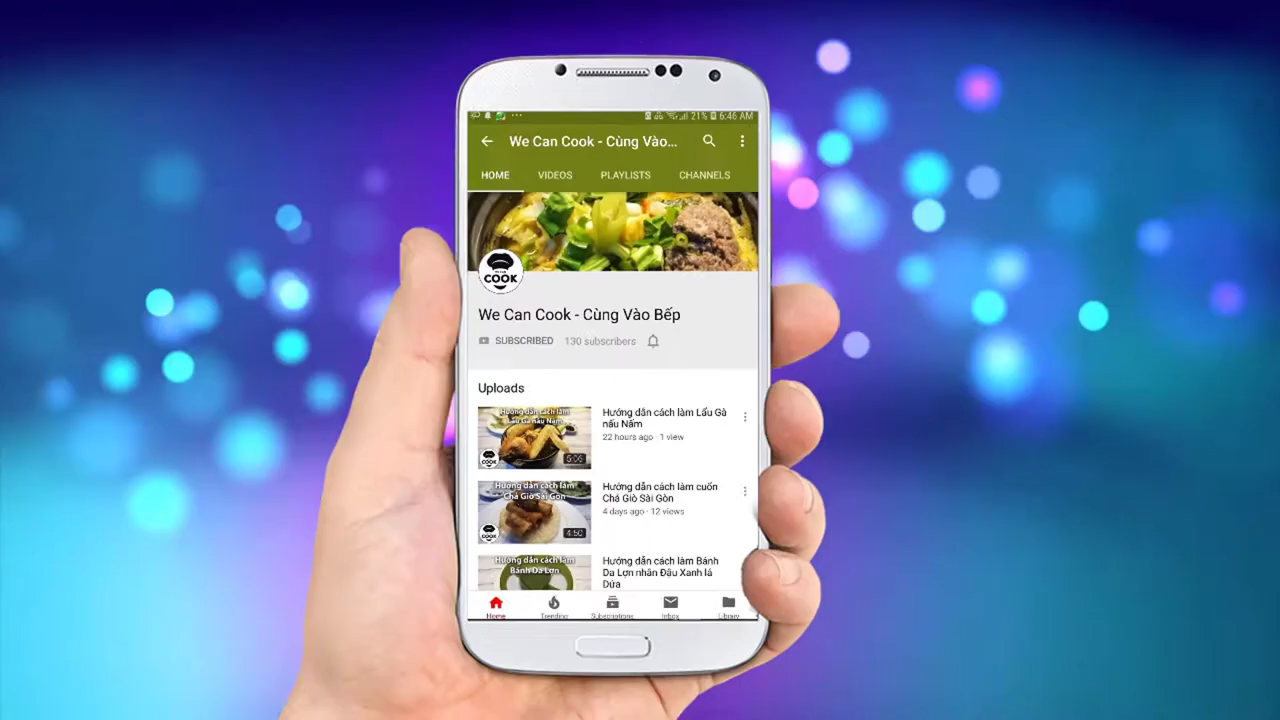 21% 6:46 AM
We Can Cook - Cùng Vào...
HOME VIDEOS PLAYLISTS CHANNELS
COOK
We Can Cook - Cùng Vào Bếp
SUBSCRIBED 130 subscribers
Uploads
Hướng dẫn cách làm
Lẩu Gà nấu Nấm
COOK
5:06
Hướng dẫn cách làm Lẩu Gà
nấu Nấm
22 hours ago · 1 view
Hướng dẫn cách làm
Chả Giò Sài Gòn
COOK
4:50
Hướng dẫn cách làm cuốn
Chả Giò Sài Gòn
4 days ago · 12 views
Hướng dẫn cách làm
Bánh Da Lợn
Hướng dẫn cách làm Bánh
Da Lợn nhân Đậu Xanh lá
Dứa
Home Trending Subscriptions Inbox Library